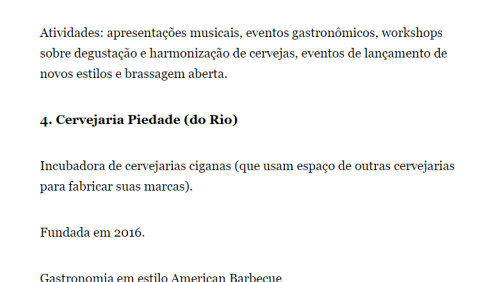 Atividades: apresentações musicais, eventos gastronômicos, workshops
sobre degustação e harmonização de cervejas, eventos de lançamento de
novos estilos e brassagem aberta.
4. Cervejaria Piedade (do Rio)
Incubadora de cervejarias ciganas (que usam espaço de outras cervejarias
para fabricar suas marcas).
Fundada em 2016.
Gastronomia em estilo American Barbecue